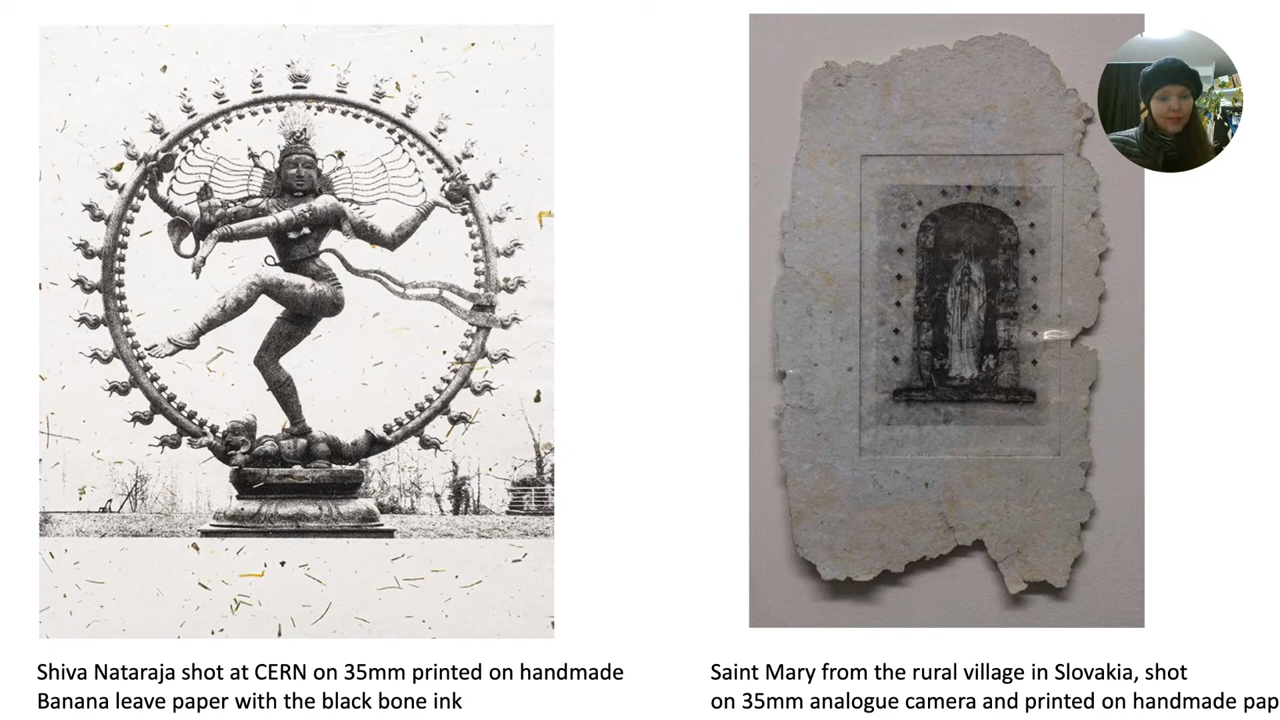 Shiva Nataraja shot at CERN on 35mm printed on handmade
Banana leave paper with the black bone ink
Saint Mary from the rural village in Slovakia, shot
on 35mm analogue camera and printed on handmade pap